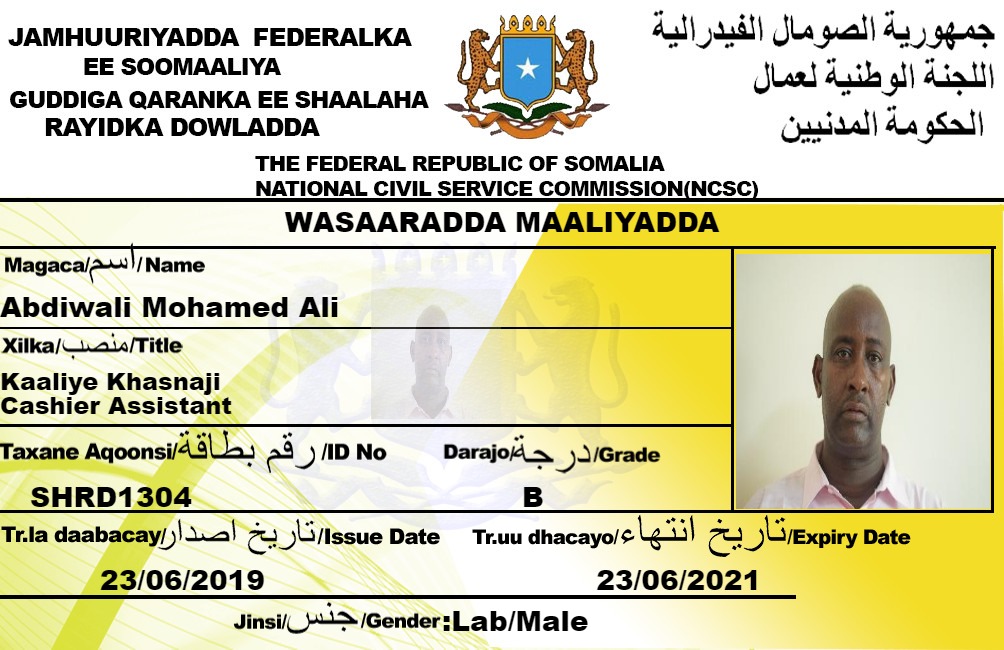 JAMHUURIYADDA FEDERALKA
EE SOOMAALIYA
GUDDIGA QARANKA EE SHAALAHA
RAYIDKA DOWLADDA
جمهورية الصومال الفيدرالية
اللجنة الوطنية لعمال
الحكومة المدنيين
THE FEDERAL REPUBLIC OF SOMALIA
NATIONAL CIVIL SERVICE COMMISSION(NCSC)
WASAARADDA MAALIYADDA
Magaca/اسم/Name
Abdiwali Mohamed Ali
Xilka/منصب/Title
Kaaliye Khasnaji
Cashier Assistant
Taxane Aqoonsi/رقم بطاقة/ID No
SHRD1304
Darajo/درجة/Grade
B
Tr.la daabacay/تاريخ اصدار/Issue Date
23/06/2019
Tr.uu dhacayo/تاريخ انتهاء/Expiry Date
23/06/2021
Jinsi/جنس/Gender:Lab/Male